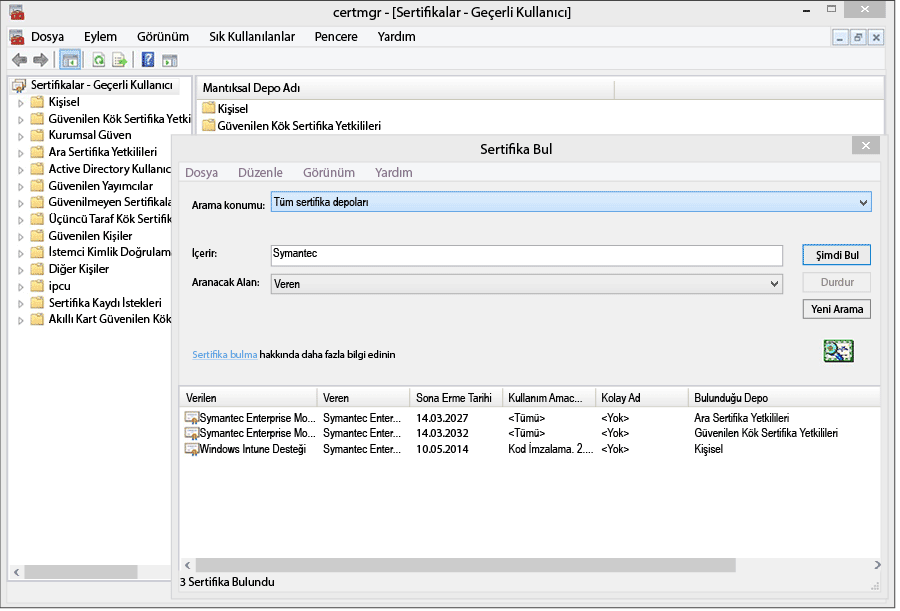 certmgr - [Sertifikalar - Geçerli Kullanıcı]
Dosya Eylem Görünüm Sık Kullanılanlar Pencere Yardım
Sertifikalar - Geçerli Kullanıcı
Kişisel
Güvenilen Kök Sertifika Yetki
Kurumsal Güven
Ara Sertifika Yetkilileri
Active Directory Kullanıc
Güvenilen Yayımcılar
Güvenilmeyen Sertifikala
Üçüncü Taraf Kök Sertifik
Güvenilen Kişiler
İstemci Kimlik Doğrulam
Diğer Kişiler
ipcu
Sertifika Kaydı İstekleri
Akıllı Kart Güvenilen Kök
Mantıksal Depo Adı
Kişisel
Güvenilen Kök Sertifika Yetkilileri
Sertifika Bul
Dosya Düzenle Görünüm Yardım
Arama konumu: Tüm sertifika depoları
İçerir: Symantec Şimdi Bul
Aranacak Alan: Veren Durdur
Yeni Arama
Sertifika bulma hakkında daha fazla bilgi edinin
Verilen Veren Sona Erme Tarihi Kullanım Amac... Kolay Ad Bulunduğu Depo
Symantec Enterprise Mo... Symantec Enter... 14.03.2027 <Tümü> <Yok> Ara Sertifika Yetkilileri
Symantec Enterprise Mo... Symantec Enter... 14.03.2032 <Tümü> <Yok> Güvenilen Kök Sertifika Yetkilileri
Windows Intune Desteği Symantec Enter... 10.05.2014 Kod İmzalama. 2.... <Yok> Kişisel
3 Sertifika Bulundu